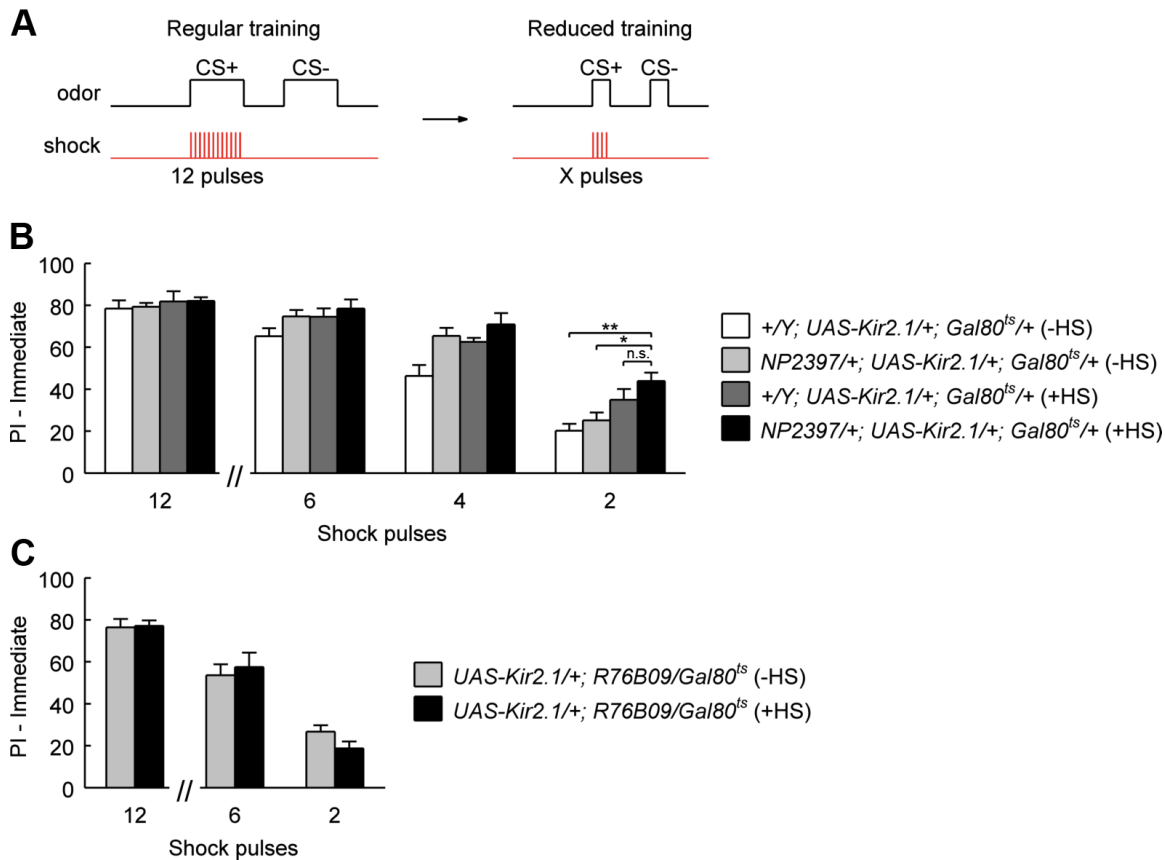 A
Regular training
Reduced training
CS+ CS-
CS+ CS-
odor
shock
12 pulses
X pulses
B
PI - Immediate
100
80
60
40
20
0
**
*
n.s.
12 // 6 4 2
Shock pulses
+/Y; UAS-Kir2.1/+; Gal80ts/+ (-HS)
NP2397/+; UAS-Kir2.1/+; Gal80ts/+ (-HS)
+/Y; UAS-Kir2.1/+; Gal80ts/+ (+HS)
NP2397/+; UAS-Kir2.1/+; Gal80ts/+ (+HS)
C
PI - Immediate
100
80
60
40
20
0
12 // 6 2
Shock pulses
UAS-Kir2.1/+; R76B09/Gal80ts (-HS)
UAS-Kir2.1/+; R76B09/Gal80ts (+HS)